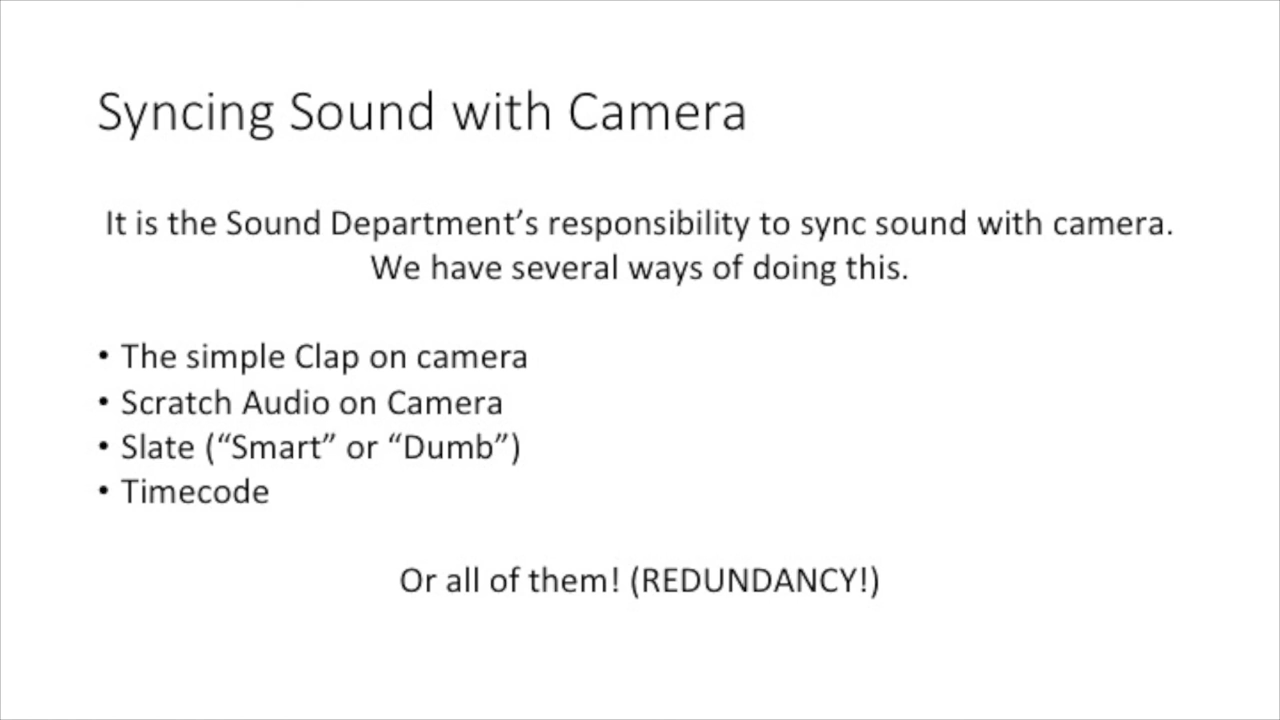 Syncing Sound with Camera
It is the Sound Department’s responsibility to sync sound with camera.
We have several ways of doing this.
• The simple Clap on camera
• Scratch Audio on Camera
• Slate (“Smart” or “Dumb”)
• Timecode
Or all of them! (REDUNDANCY!)